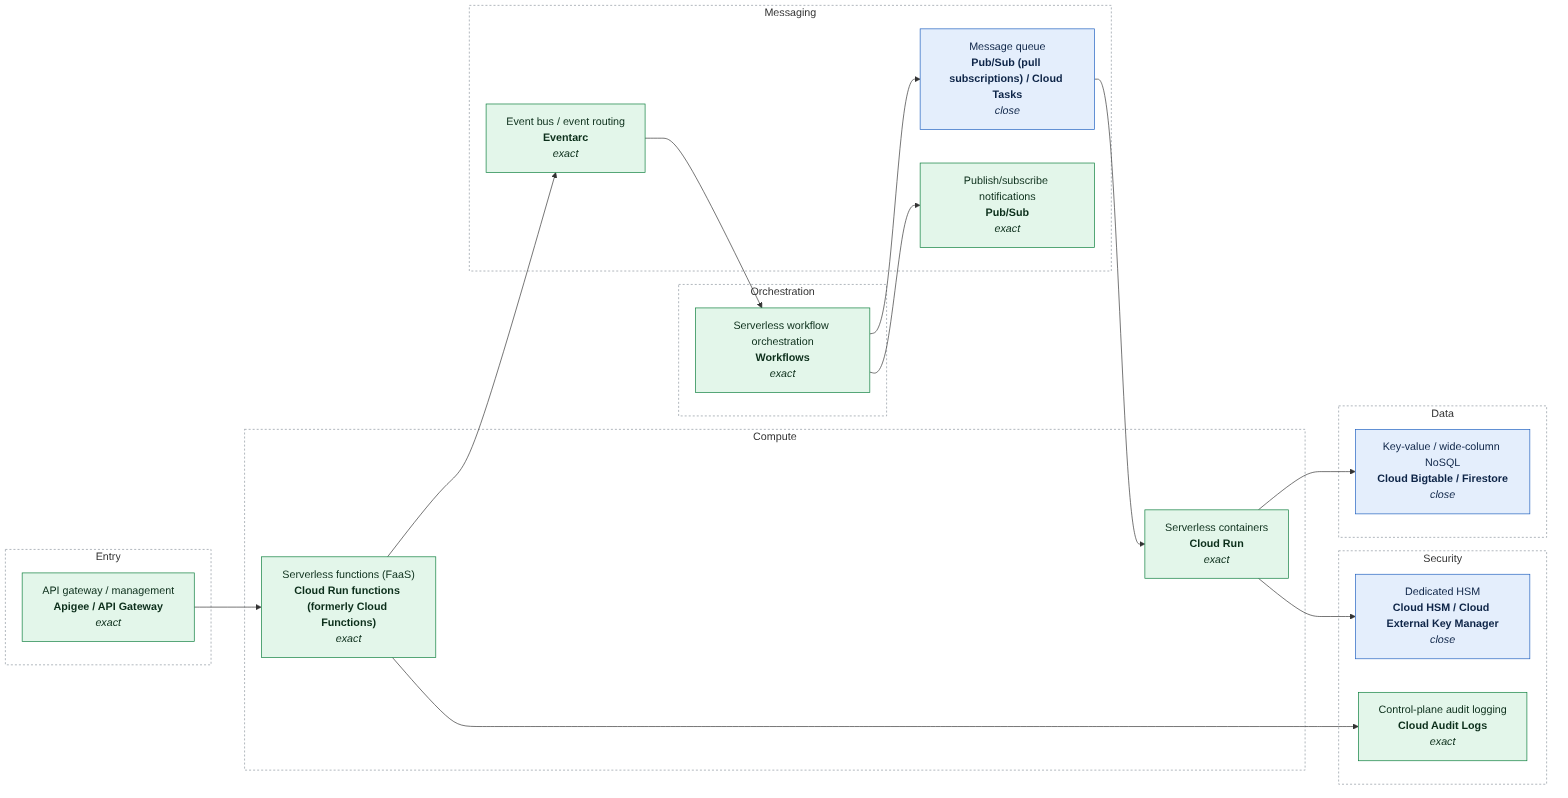 Messaging
Message queue
Pub/Sub (pull
subscriptions) / Cloud
Tasks
close
Event bus / event routing
Eventarc
exact
Publish/subscribe
notifications
Pub/Sub
exact
Orchestration
Serverless workflow
orchestration
Workflows
exact
Compute
Serverless functions (FaaS)
Cloud Run functions
(formerly Cloud
Functions)
exact
Serverless containers
Cloud Run
exact
Entry
API gateway / management
Apigee / API Gateway
exact
Data
Key-value / wide-column
NoSQL
Cloud Bigtable / Firestore
close
Security
Dedicated HSM
Cloud HSM / Cloud
External Key Manager
close
Control-plane audit logging
Cloud Audit Logs
exact